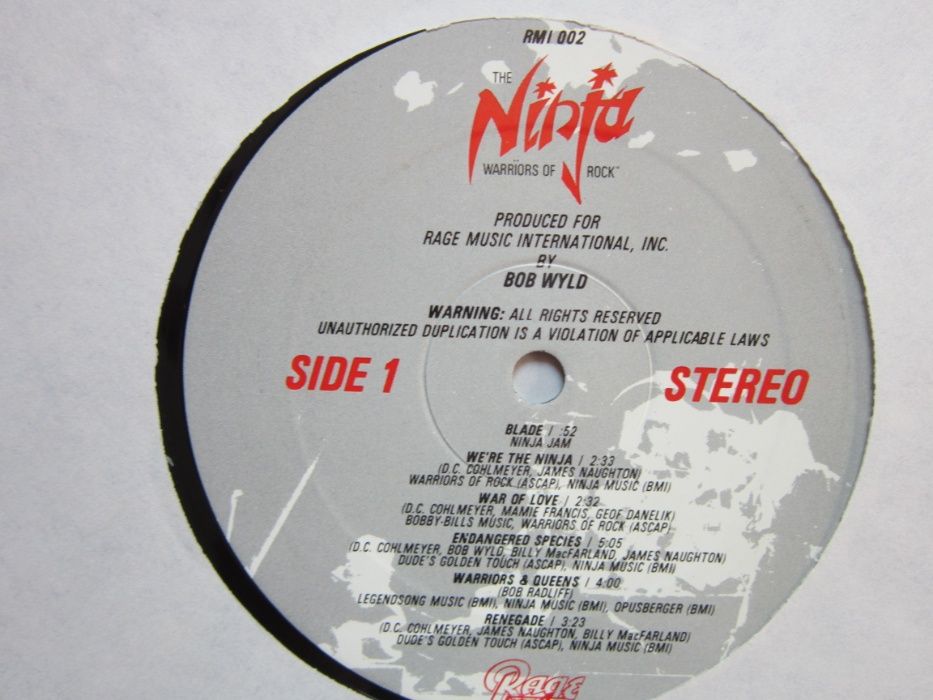 RMI 002
THE
Ninja
WARRÏORS OF ROCK™
PRODUCED FOR
RAGE MUSIC INTERNATIONAL, INC.
BY
BOB WYLD
WARNING: ALL RIGHTS RESERVED
UNAUTHORIZED DUPLICATION IS A VIOLATION OF APPLICABLE LAWS
SIDE 1 STEREO
BLADE / :52
NINJA JAM
WE'RE THE NINJA / 2:33
(D.C. COHLMEYER, JAMES NAUGHTON)
WARRIORS OF ROCK (ASCAP), NINJA MUSIC (BMI)
WAR OF LOVE / 2:32
(D.C. COHLMEYER, MAMIE FRANCIS, GEOF DANELIK)
BOBBY-BILLS MUSIC, WARRIORS OF ROCK (ASCAP)
ENDANGERED SPECIES / 5:05
(D.C. COHLMEYER, BOB WYLD, BILLY MacFARLAND, JAMES NAUGHTON)
DUDE'S GOLDEN TOUCH (ASCAP), NINJA MUSIC (BMI)
WARRIORS & QUEENS / 4:00
(BOB RADLIFF)
LEGENDSONG MUSIC (BMI), NINJA MUSIC (BMI), OPUSBERGER (BMI)
RENEGADE / 3:23
(D.C. COHLMEYER, JAMES NAUGHTON, BILLY MacFARLAND)
DUDE'S GOLDEN TOUCH (ASCAP), NINJA MUSIC (BMI)
Rage